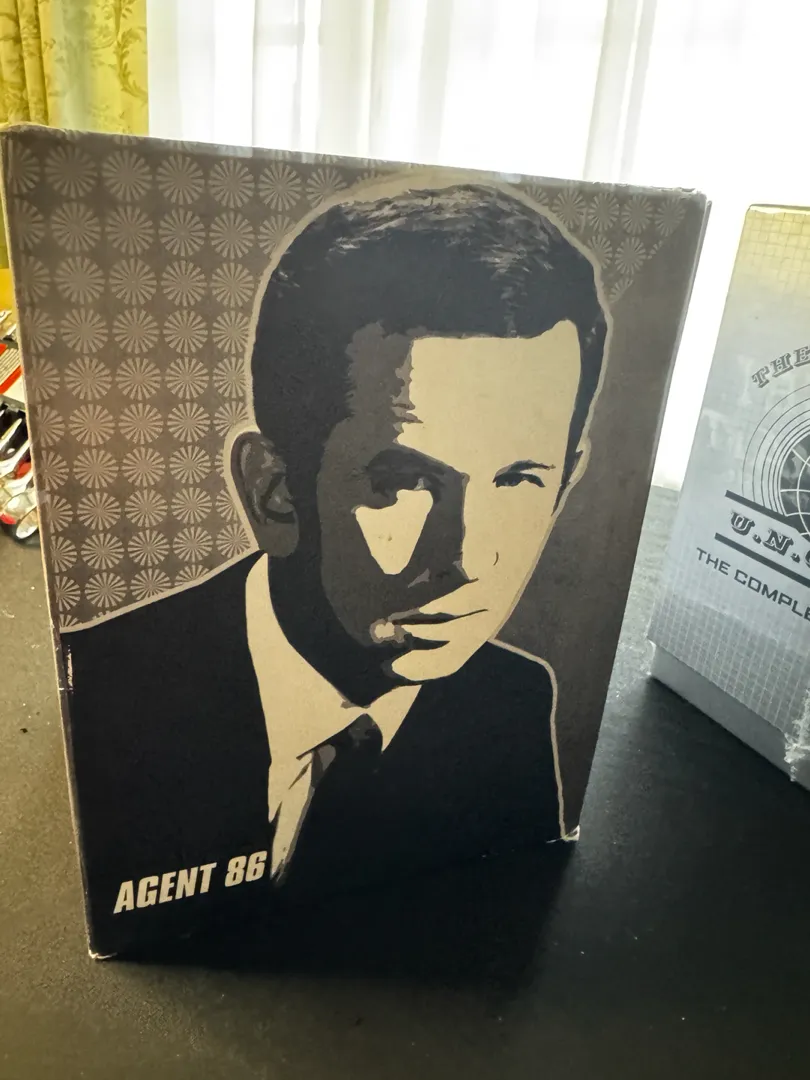 AGENT 86
THE
U.N.
THE COMPLE